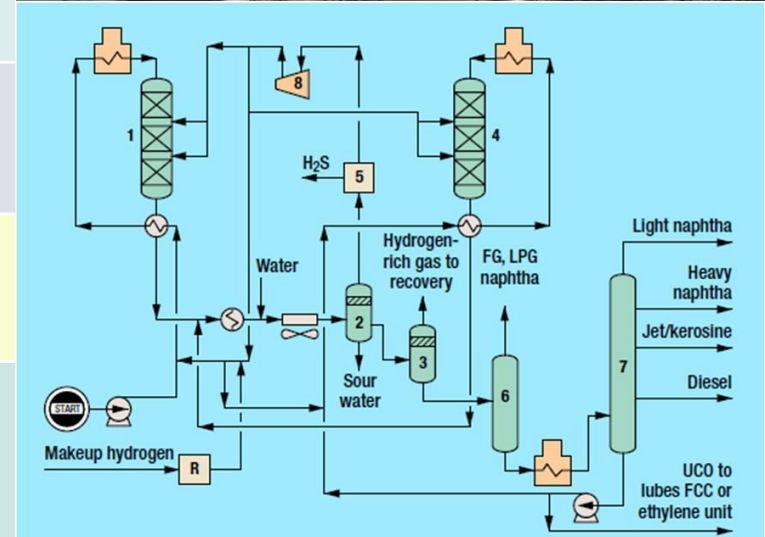 8
1
4
H₂S
5
Light naphtha
Hydrogen-
rich gas to
recovery
FG, LPG
naphtha
Water
Heavy
naphtha
2
Jet/kerosine
3
7
Sour
water
Diesel
6
START
Makeup hydrogen
R
UCO to
lubes FCC or
ethylene unit